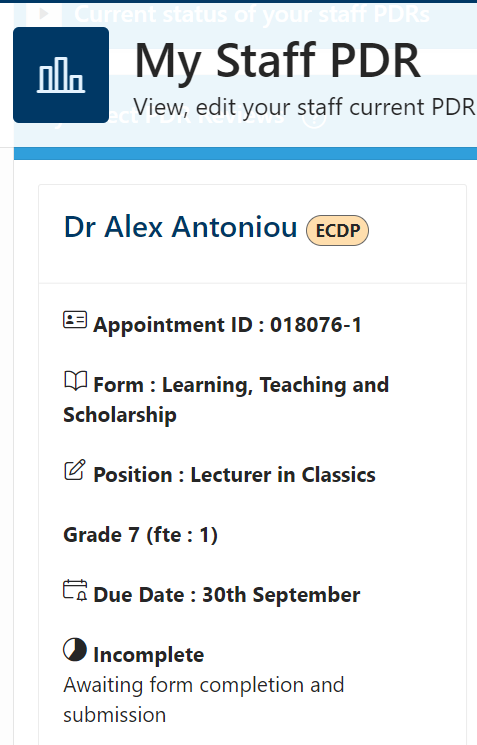 Current status of your staff PDRs
My Staff PDR
View, edit your staff current PDR
Dr Alex Antoniou ECDP
Appointment ID : 018076-1
Form : Learning, Teaching and
Scholarship
Position : Lecturer in Classics
Grade 7 (fte : 1)
Due Date : 30th September
Incomplete
Awaiting form completion and
submission